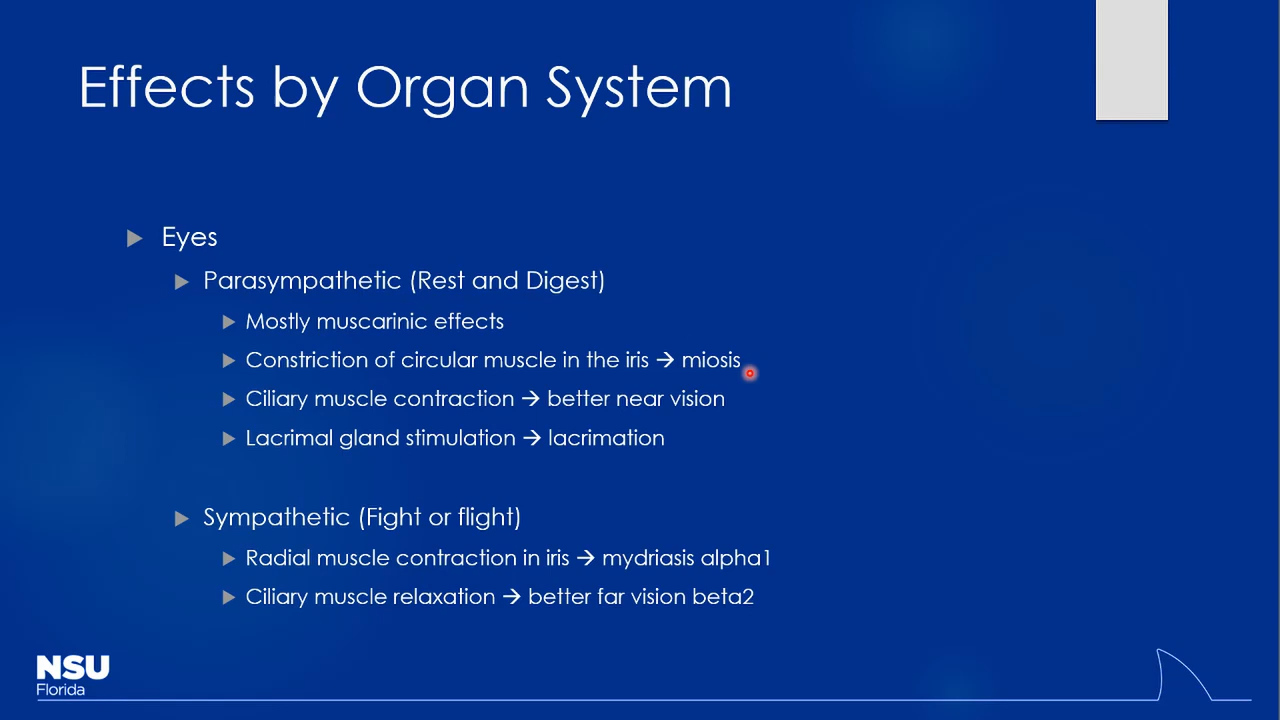 Effects by Organ System
Eyes
Parasympathetic (Rest and Digest)
Mostly muscarinic effects
Constriction of circular muscle in the iris → miosis
Ciliary muscle contraction → better near vision
Lacrimal gland stimulation → lacrimation
Sympathetic (Fight or flight)
Radial muscle contraction in iris → mydriasis alpha1
Ciliary muscle relaxation → better far vision beta2
NSU
Florida